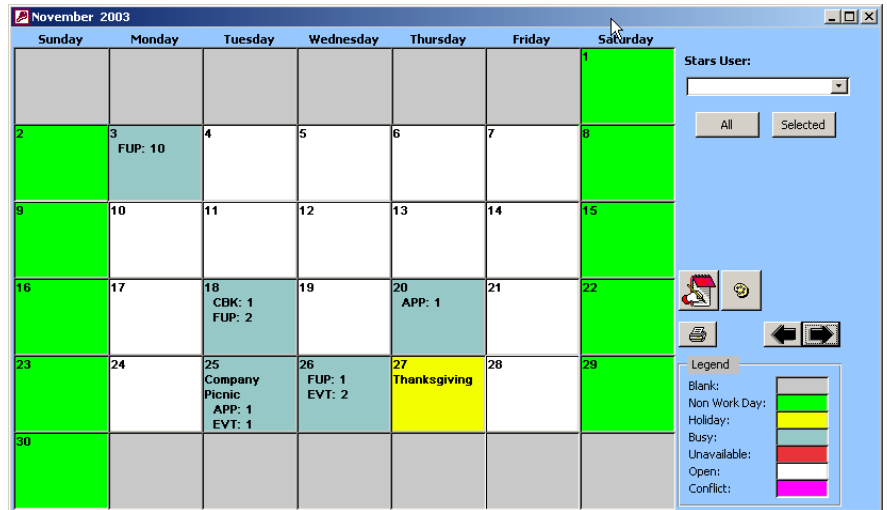 November 2003
Sunday Monday Tuesday Wednesday Thursday Friday Saturday
1
Stars User:
All Selected
2 3 4 5 6 7 8
FUP: 10
9 10 11 12 13 14 15
16 17 18 19 20 21 22
CBK: 1 APP: 1
FUP: 2
23 24 25 26 27 28 29
Company FUP: 1 Thanksgiving
Picnic EVT: 2
APP: 1
EVT: 1
30
Legend
Blank:
Non Work Day:
Holiday:
Busy:
Unavailable:
Open:
Conflict: